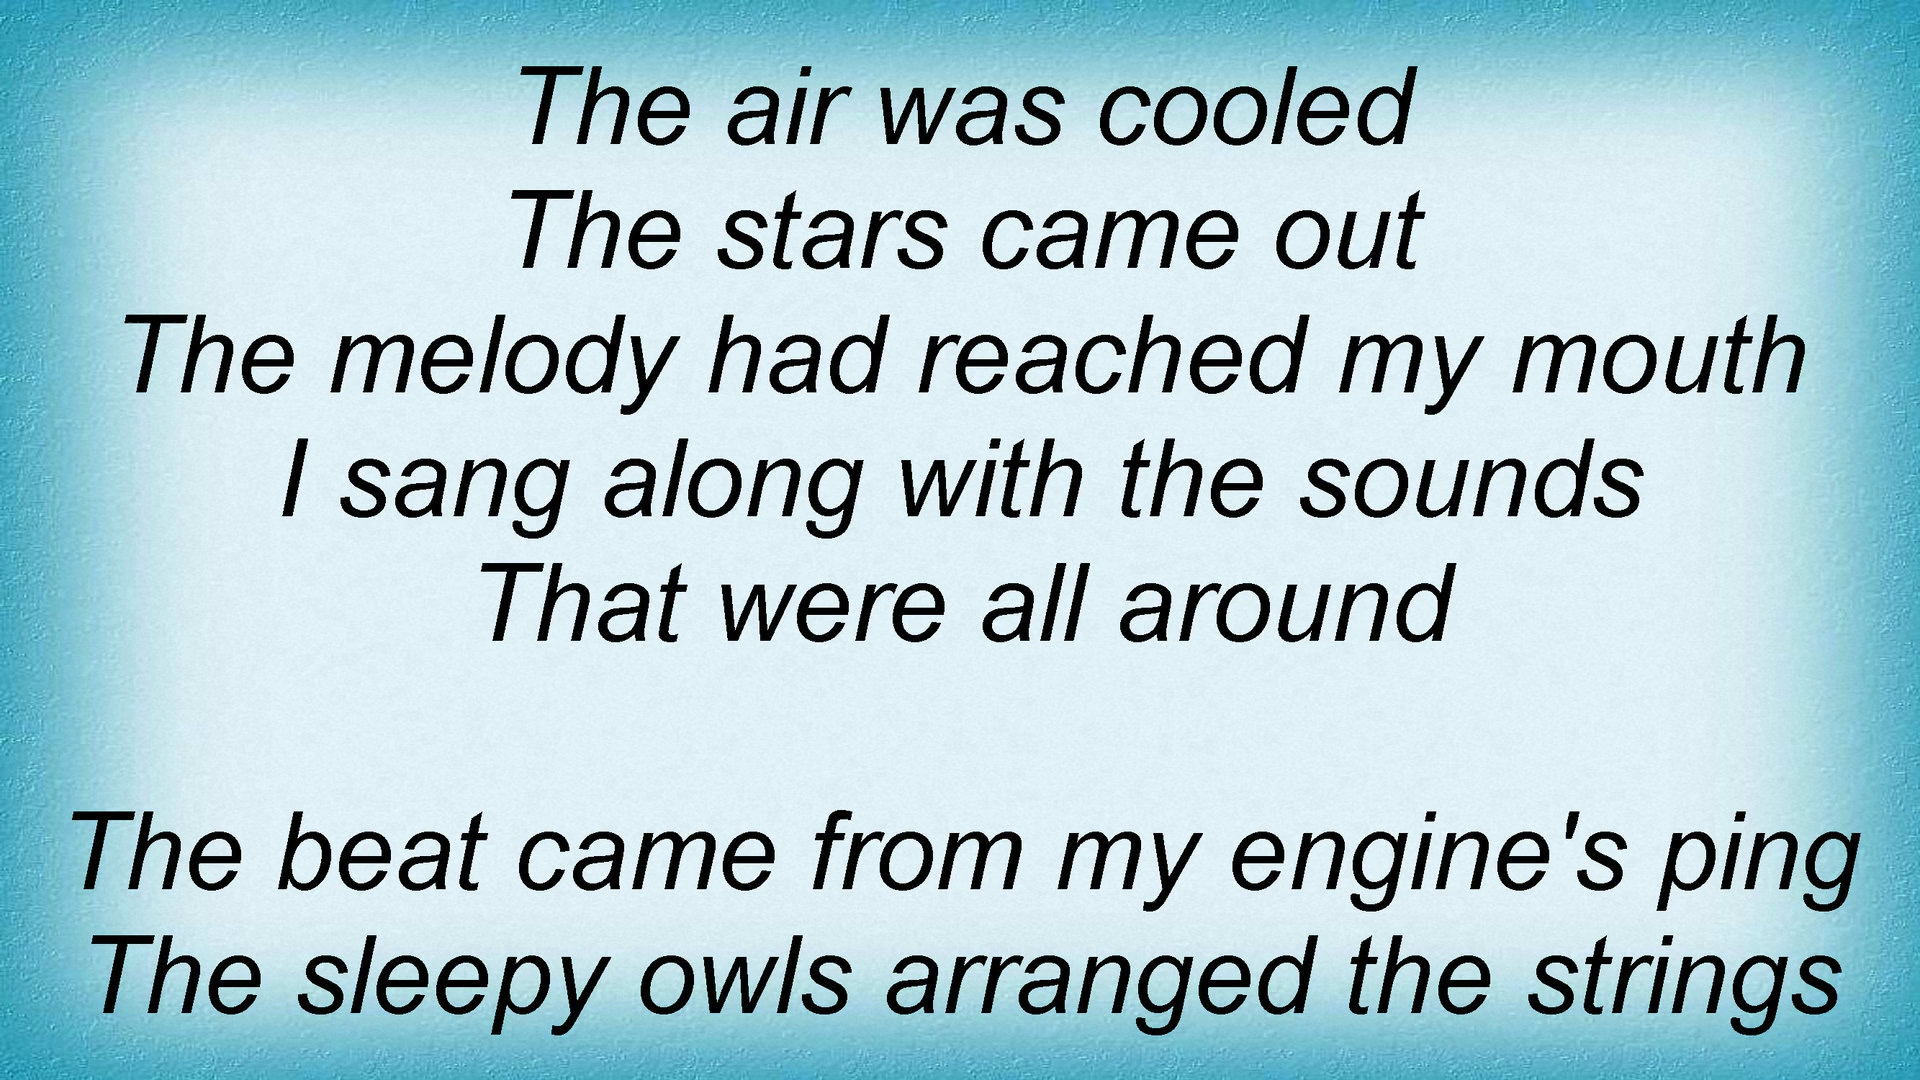 The air was cooled
The stars came out
The melody had reached my mouth
I sang along with the sounds
That were all around
The beat came from my engine's ping
The sleepy owls arranged the strings